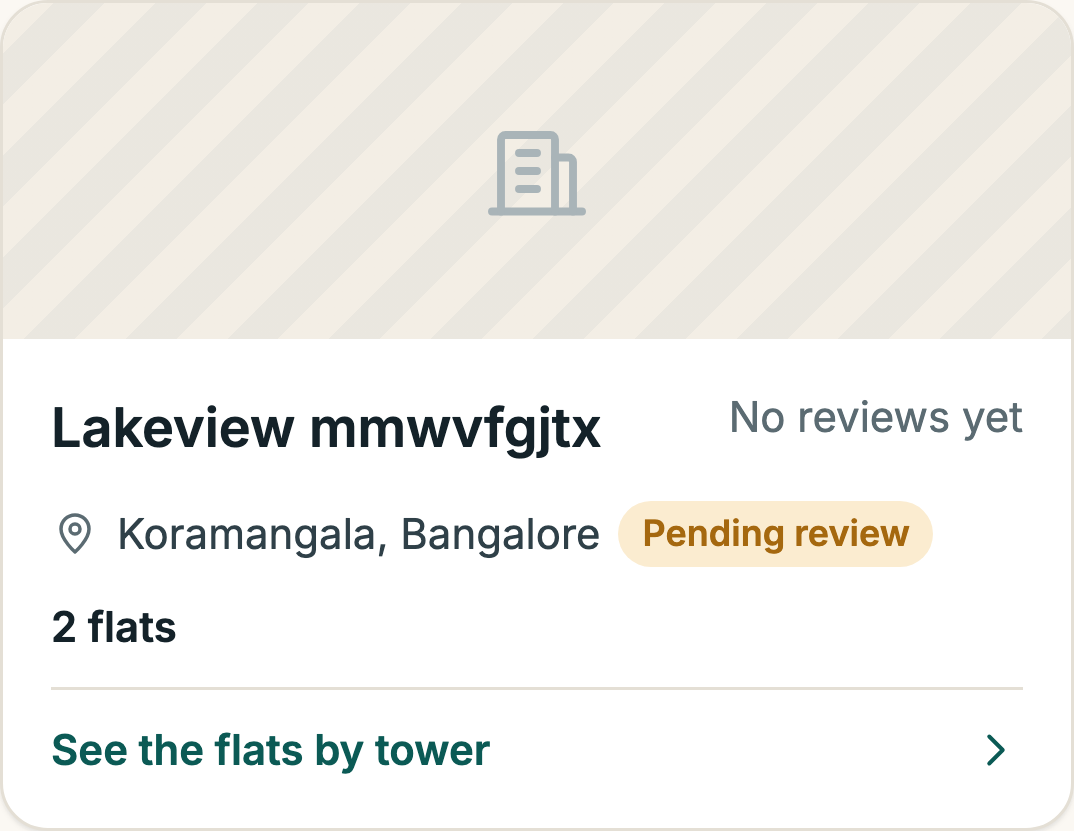 Lakeview mmwvfgjtx
No reviews yet
Koramangala, Bangalore
Pending review
2 flats
See the flats by tower